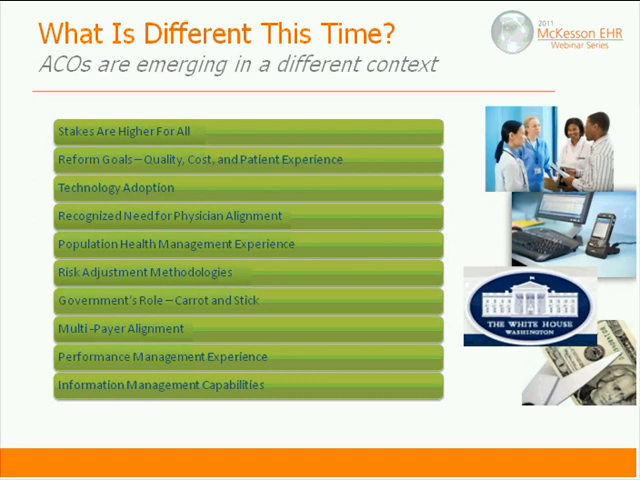 What Is Different This Time?
ACOs are emerging in a different context
2011
McKesson EHR
Webinar Series
Stakes Are Higher For All
Reform Goals – Quality, Cost, and Patient Experience
Technology Adoption
Recognized Need for Physician Alignment
Population Health Management Experience
Risk Adjustment Methodologies
Government's Role – Carrot and Stick
Multi -Payer Alignment
Performance Management Experience
Information Management Capabilities
THE WHITE HOUSE
WASHINGTON